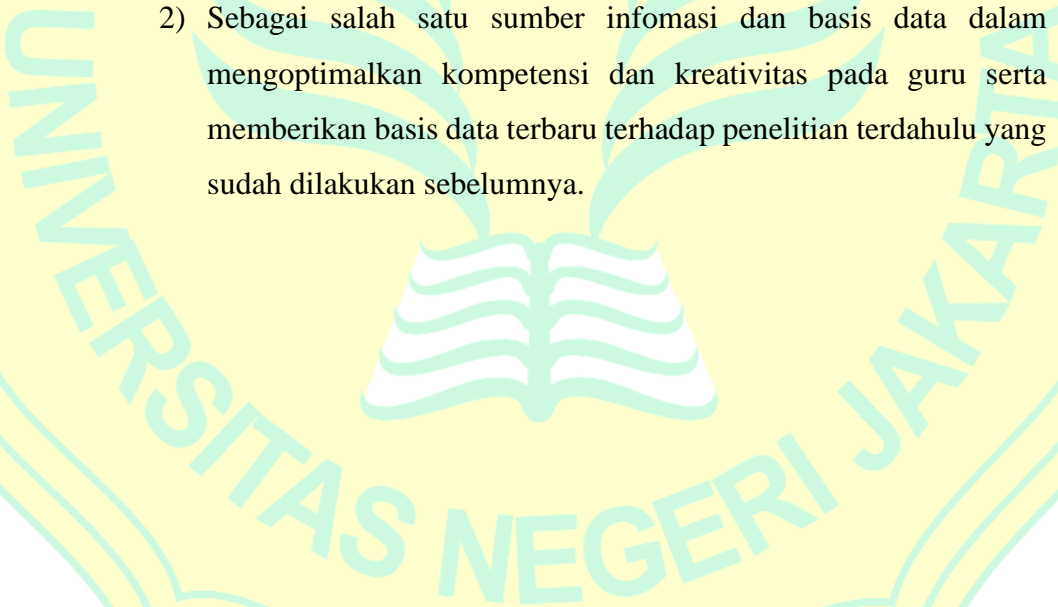 2) Sebagai salah satu sumber infomasi dan basis data dalam
mengoptimalkan kompetensi dan kreativitas pada guru serta
memberikan basis data terbaru terhadap penelitian terdahulu yang
sudah dilakukan sebelumnya.
UNIVERSITAS NEGERI JAKARTA